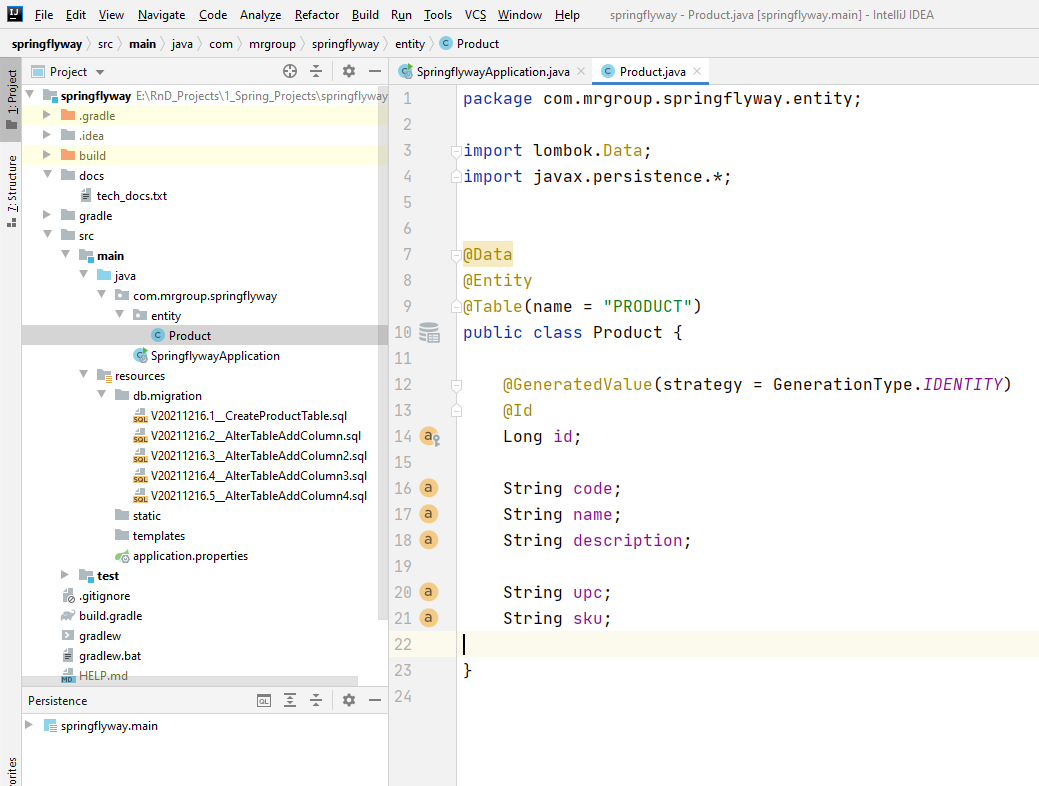 File Edit View Navigate Code Analyze Refactor Build Run Tools VCS Window Help springflyway - Product.java [springflyway.main] - IntelliJ IDEA
springflyway src main java com mrgroup springflyway entity C Product
1: Project
7: Structure
orites
Project
springflyway E:\RnD_Projects\1_Spring_Projects\springflyway
.gradle
.idea
build
docs
tech_docs.txt
gradle
src
main
java
com.mrgroup.springflyway
entity
C Product
C SpringflywayApplication
resources
db.migration
SQL V20211216.1__CreateProductTable.sql
SQL V20211216.2__AlterTableAddColumn.sql
SQL V20211216.3__AlterTableAddColumn2.sql
SQL V20211216.4__AlterTableAddColumn3.sql
SQL V20211216.5__AlterTableAddColumn4.sql
static
templates
application.properties
test
.gitignore
build.gradle
gradlew
gradlew.bat
MD HELP.md
Persistence QL
springflyway.main
C SpringflywayApplication.java C Product.java
1 package com.mrgroup.springflyway.entity;
2
3 import lombok.Data;
4 import javax.persistence.*;
5
6
7 @Data
8 @Entity
9 @Table(name = "PRODUCT")
10 public class Product {
11
12 @GeneratedValue(strategy = GenerationType.IDENTITY)
13 @Id
14 a Long id;
15
16 a String code;
17 a String name;
18 a String description;
19
20 a String upc;
21 a String sku;
22
23 }
24